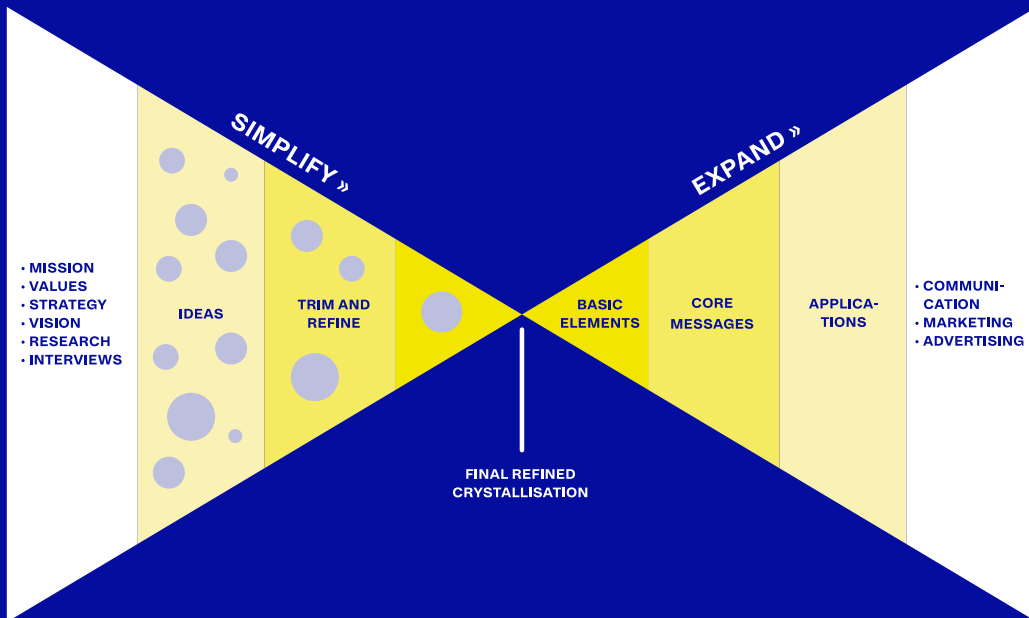 SIMPLIFY »
EXPAND »
• MISSION
• VALUES
• STRATEGY
• VISION
• RESEARCH
• INTERVIEWS
IDEAS
TRIM AND
REFINE
BASIC
ELEMENTS
CORE
MESSAGES
APPLICA-
TIONS
• COMMUNI-
CATION
• MARKETING
• ADVERTISING
FINAL REFINED
CRYSTALLISATION